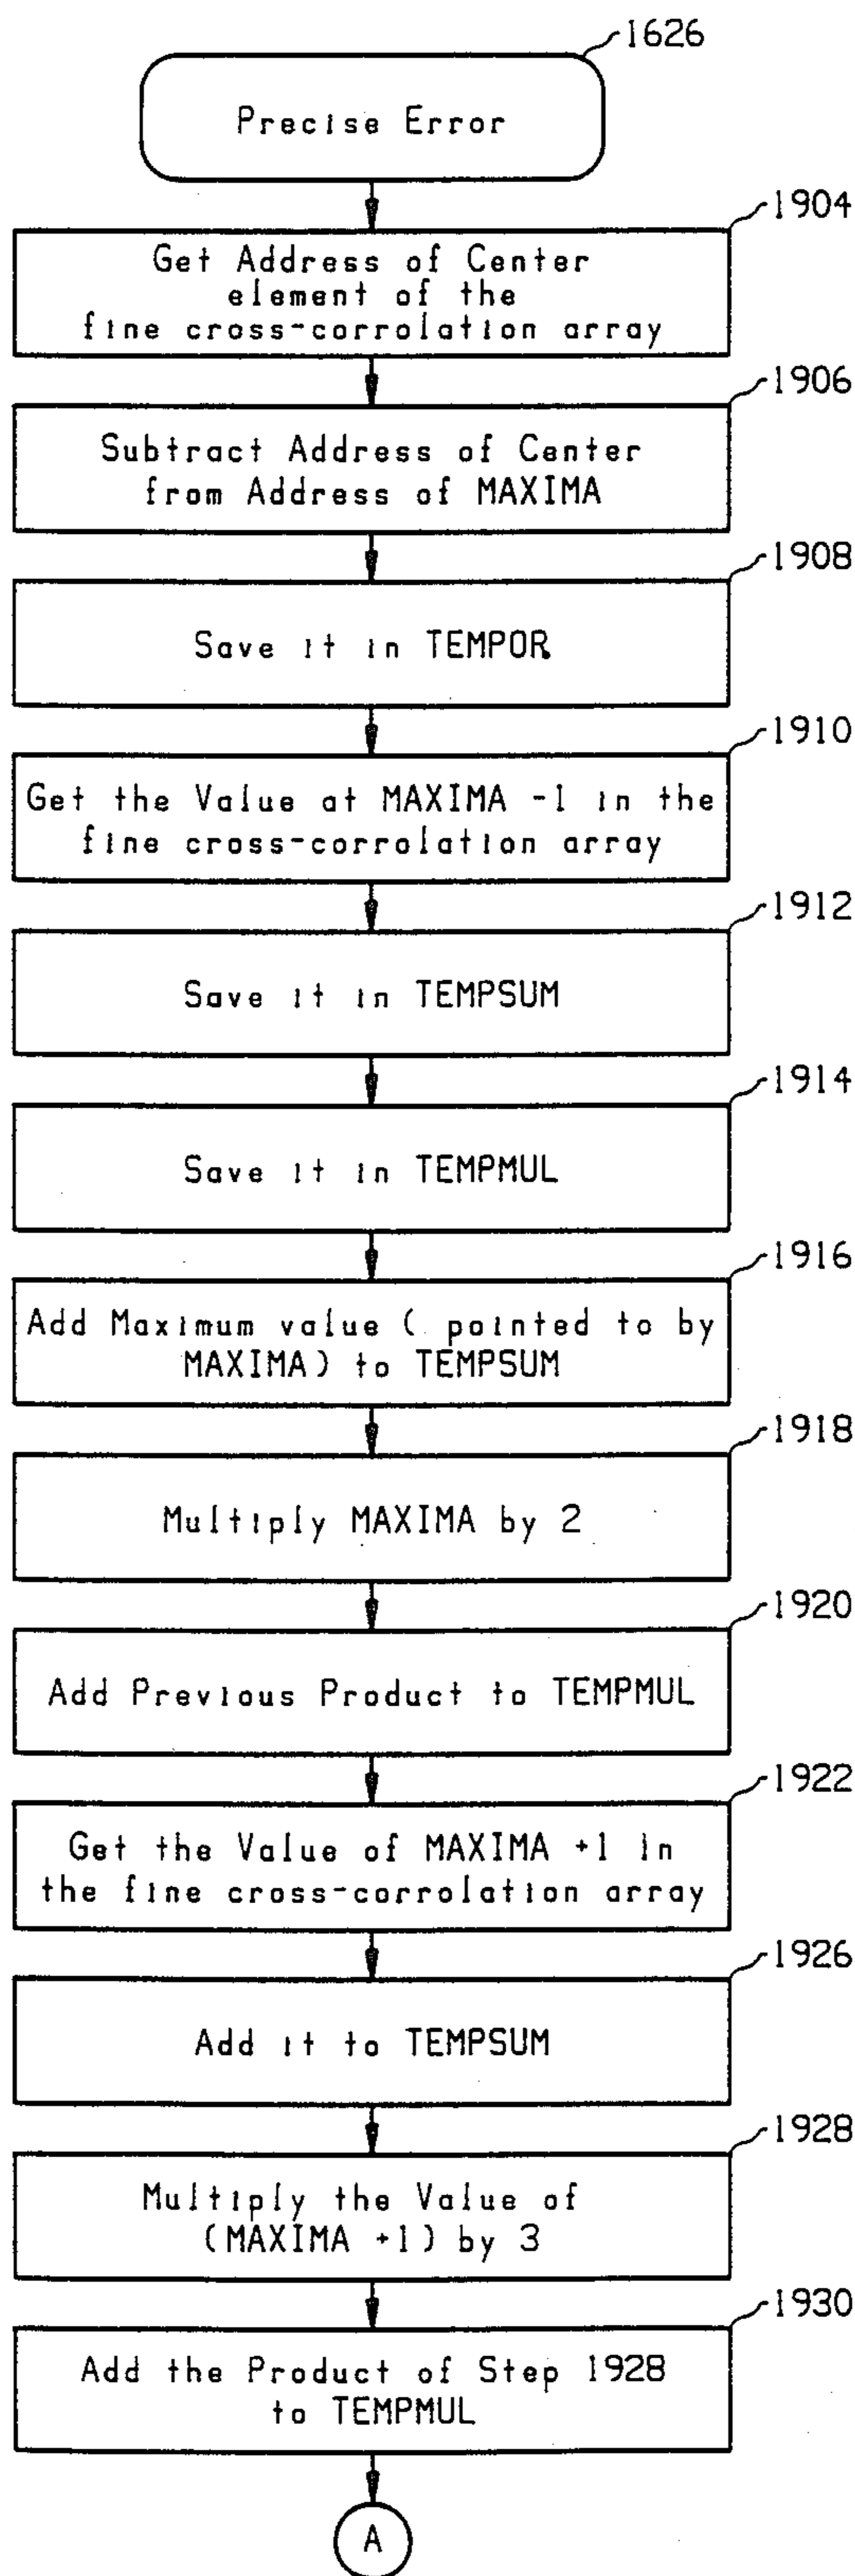 1626
Precise Error
1904
Get Address of Center
element of the
fine cross-corrolation array
1906
Subtract Address of Center
from Address of MAXIMA
1908
Save it in TEMPOR
1910
Get the Value at MAXIMA -1 in the
fine cross-corrolation array
1912
Save it in TEMPSUM
1914
Save it in TEMPMUL
1916
Add Maximum value ( pointed to by
MAXIMA) to TEMPSUM
1918
Multiply MAXIMA by 2
1920
Add Previous Product to TEMPMUL
1922
Get the Value of MAXIMA +1 in
the fine cross-corrolation array
1926
Add it to TEMPSUM
1928
Multiply the Value of
(MAXIMA +1) by 3
1930
Add the Product of Step 1928
to TEMPMUL
A